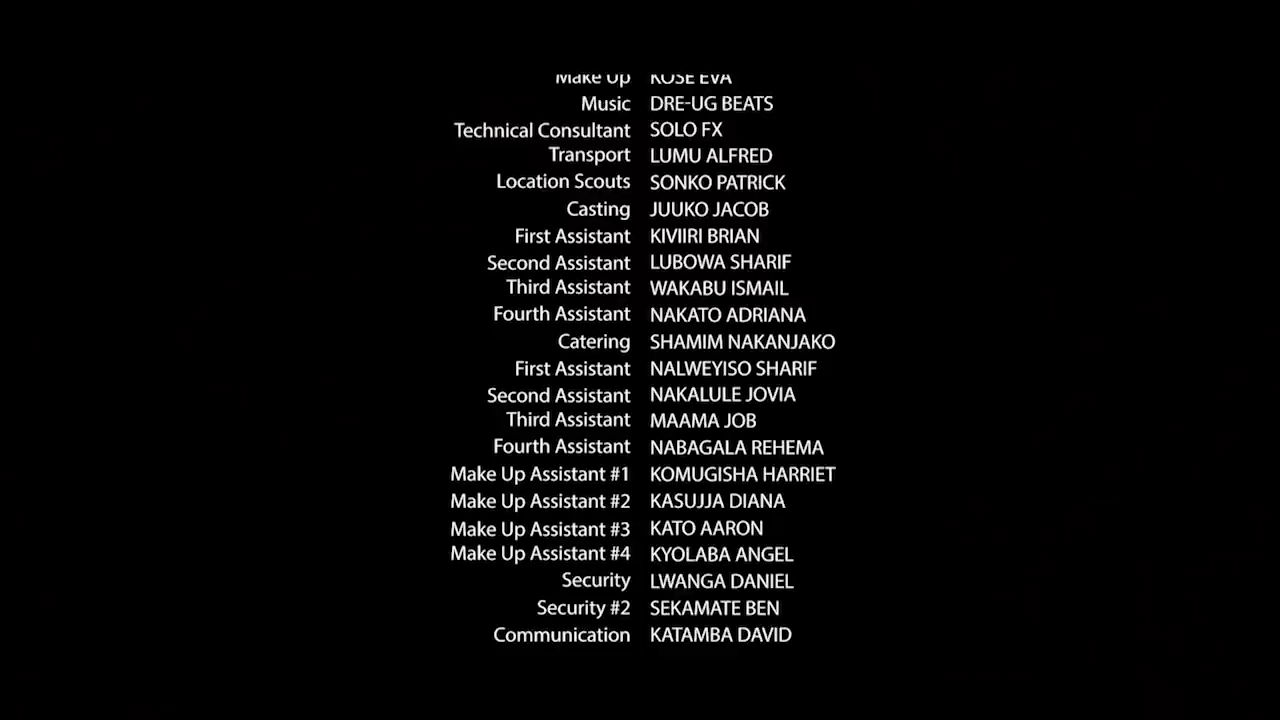 Make Up EVA
Music DRE-UG BEATS
Technical Consultant SOLO FX
Transport LUMU ALFRED
Location Scouts SONKO PATRICK
Casting JUUKO JACOB
First Assistant KIVIIRI BRIAN
Second Assistant LUBOWA SHARIF
Third Assistant WAKABU ISMAIL
Fourth Assistant NAKATO ADRIANA
Catering SHAMIM NAKANJAKO
First Assistant NALWEYISO SHARIF
Second Assistant NAKALULE JOVIA
Third Assistant MAAMA JOB
Fourth Assistant NABAGALA REHEMA
Make Up Assistant #1 KOMUGISHA HARRIET
Make Up Assistant #2 KASUJJA DIANA
Make Up Assistant #3 KATO AARON
Make Up Assistant #4 KYOLABA ANGEL
Security LWANGA DANIEL
Security #2 SEKAMATE BEN
Communication KATAMBA DAVID